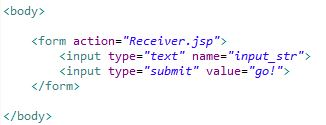 <body>
<form action="Receiver.jsp">
<input type="text" name="input_str">
<input type="submit" value="go!">
</form>
</body>